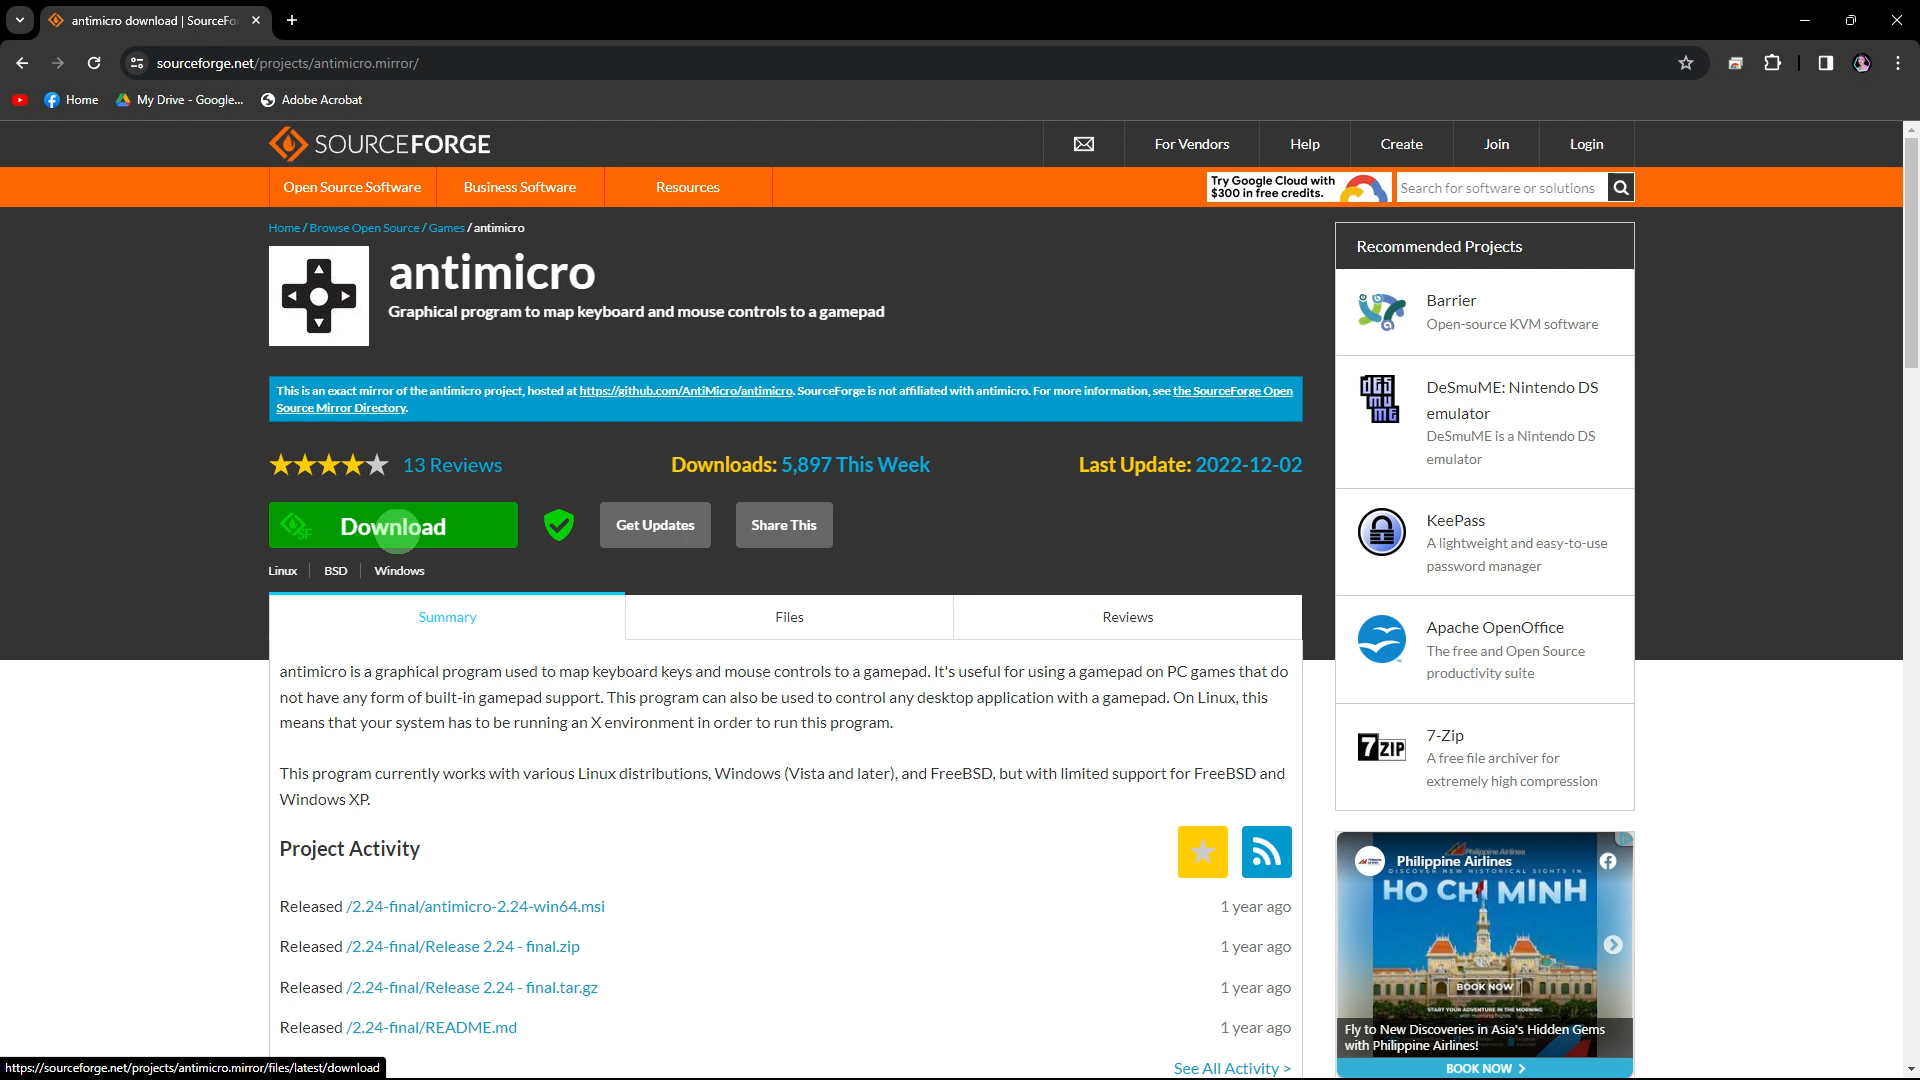 antimicro download | SourceFo
sourceforge.net/projects/antimicro.mirror/
Home
My Drive - Google...
Adobe Acrobat
SOURCEFORGE
For Vendors
Help
Create
Join
Login
Open Source Software
Business Software
Resources
Try Google Cloud with
$300 in free credits.
Search for software or solutions
Home / Browse Open Source / Games / antimicro
antimicro
Graphical program to map keyboard and mouse controls to a gamepad
This is an exact mirror of the antimicro project, hosted at https://github.com/AntiMicro/antimicro. SourceForge is not affiliated with antimicro. For more information, see the SourceForge Open
Source Mirror Directory.
13 Reviews
Downloads: 5,897 This Week
Last Update: 2022-12-02
SF
Download
Get Updates
Share This
Linux
BSD
Windows
Summary
Files
Reviews
antimicro is a graphical program used to map keyboard keys and mouse controls to a gamepad. It's useful for using a gamepad on PC games that do
not have any form of built-in gamepad support. This program can also be used to control any desktop application with a gamepad. On Linux, this
means that your system has to be running an X environment in order to run this program.
This program currently works with various Linux distributions, Windows (Vista and later), and FreeBSD, but with limited support for FreeBSD and
Windows XP.
Project Activity
Released /2.24-final/antimicro-2.24-win64.msi
1 year ago
Released /2.24-final/Release 2.24 - final.zip
1 year ago
Released /2.24-final/Release 2.24 - final.tar.gz
1 year ago
Released /2.24-final/README.md
1 year ago
See All Activity >
Recommended Projects
Barrier
Open-source KVM software
DeSmuME: Nintendo DS
emulator
DeSmuME is a Nintendo DS
emulator
KeePass
A lightweight and easy-to-use
password manager
Apache OpenOffice
The free and Open Source
productivity suite
7ZIP
7-Zip
A free file archiver for
extremely high compression
Philippine Airlines
Philippine Airlines
DISCOVER NEW HISTORICAL SIGHTS IN
HO CHI MINH
BOOK NOW
START YOUR ADVENTURE IN THE MORNING
Fly to New Discoveries in Asia's Hidden Gems
with Philippine Airlines!
BOOK NOW
https://sourceforge.net/projects/antimicro.mirror/files/latest/download